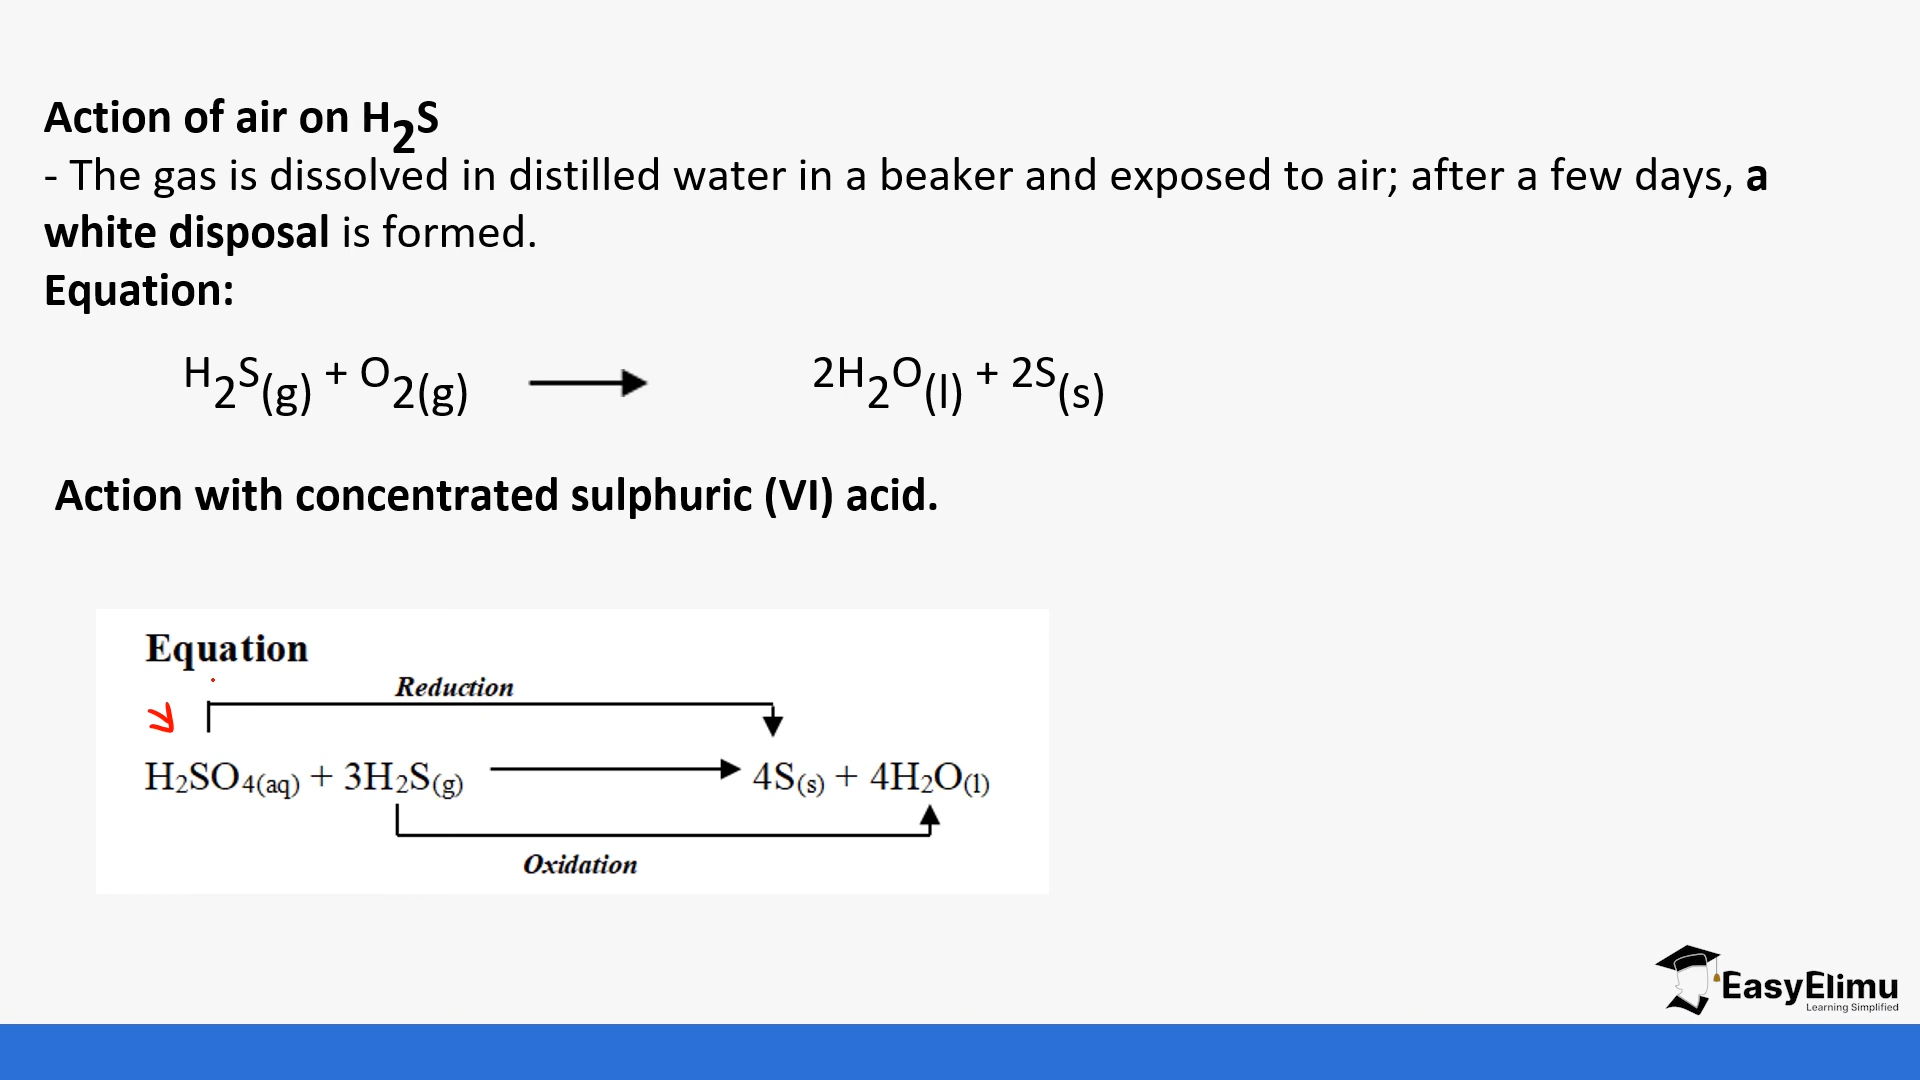 Action of air on H₂S
- The gas is dissolved in distilled water in a beaker and exposed to air; after a few days, a
white disposal is formed.
Equation:
H₂S(g) + O₂(g) → 2H₂O(l) + 2S(s)
Action with concentrated sulphuric (VI) acid.
Equation
Reduction
H₂SO₄(aq) + 3H₂S(g) → 4S(s) + 4H₂O(l)
Oxidation
EasyElimu
Learning Simplified